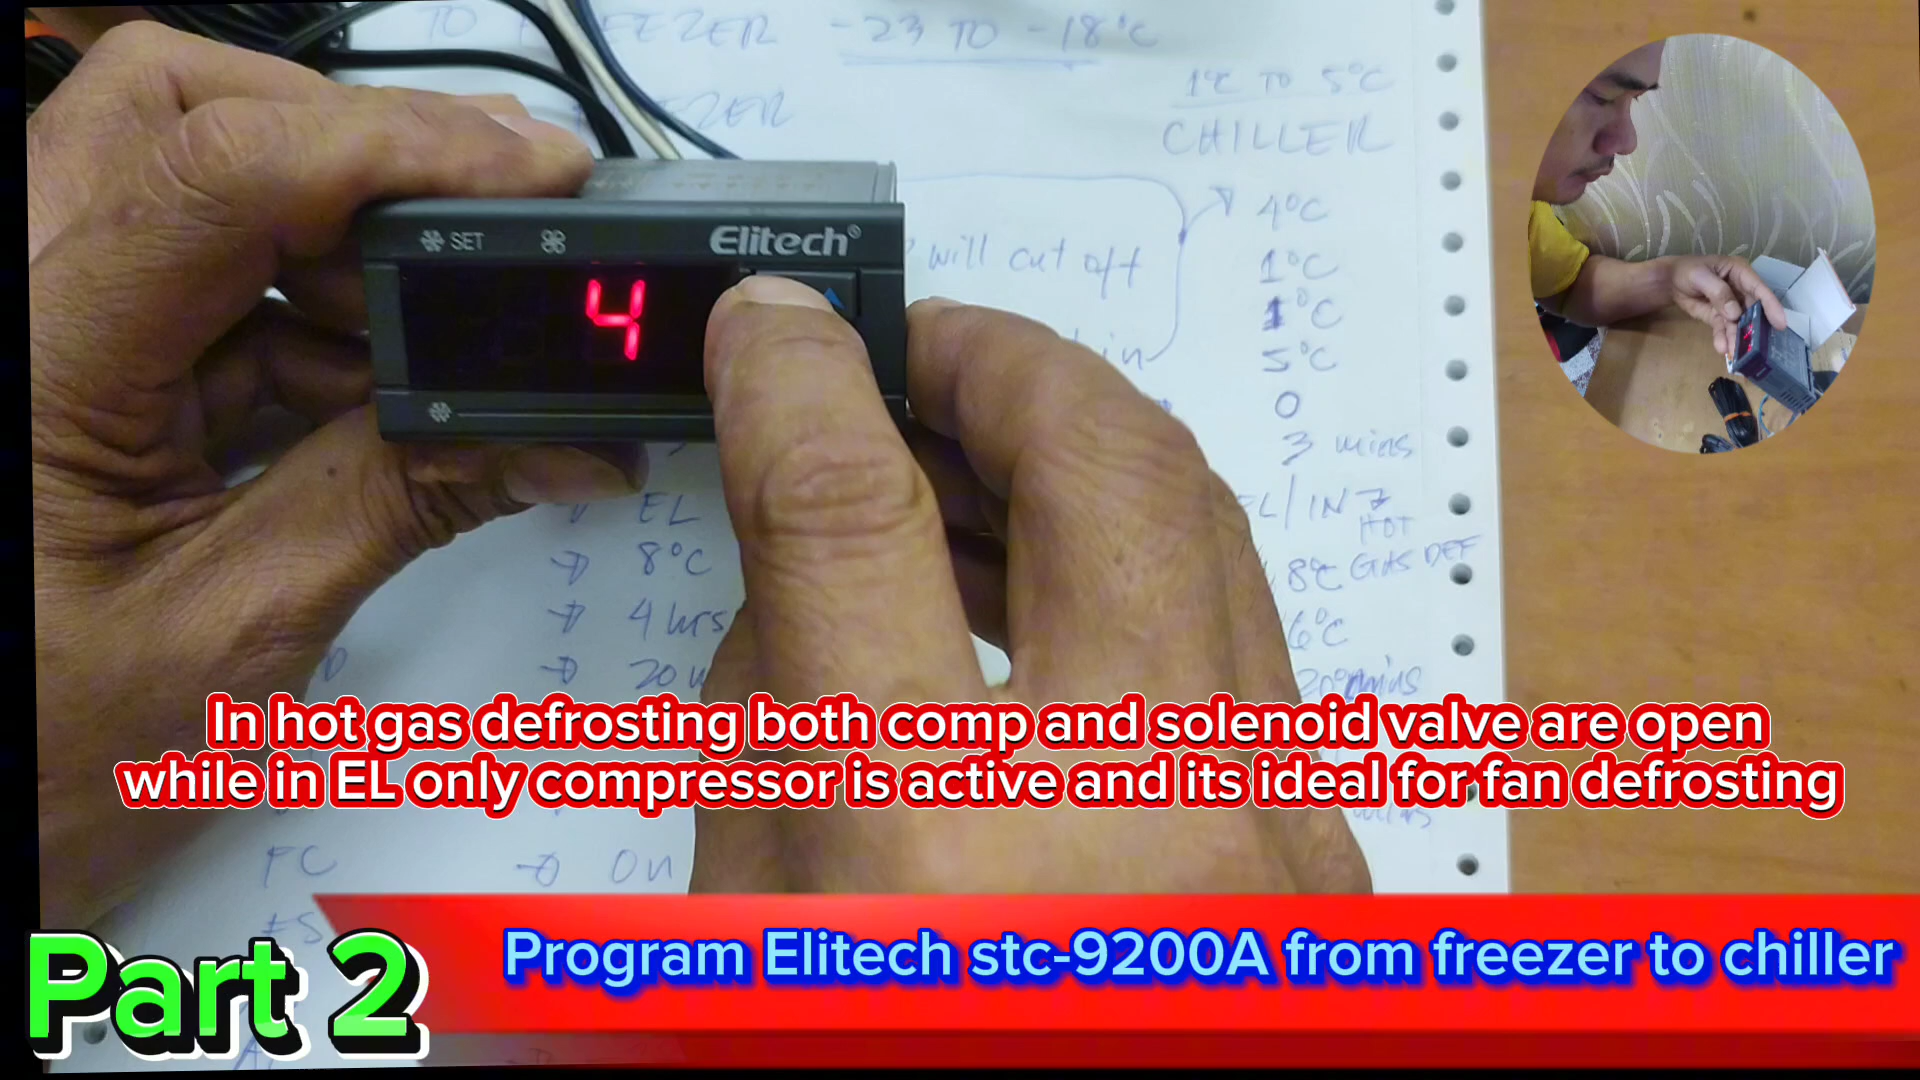 -23 TO -18°C
1°C TO 5°C
CHILLER
SET
Elitech®
4
4°C
will cut off
1°C
1°C
in
5°C
0
3 mins
EL
EL/IN
HOT
8°C
8°C GAS DEF
4 hrs
6°C
20
20 mins
In hot gas defrosting both comp and solenoid valve are open
while in EL only compressor is active and its ideal for fan defrosting
FC
On
ES
Part 2
Program Elitech stc-9200A from freezer to chiller